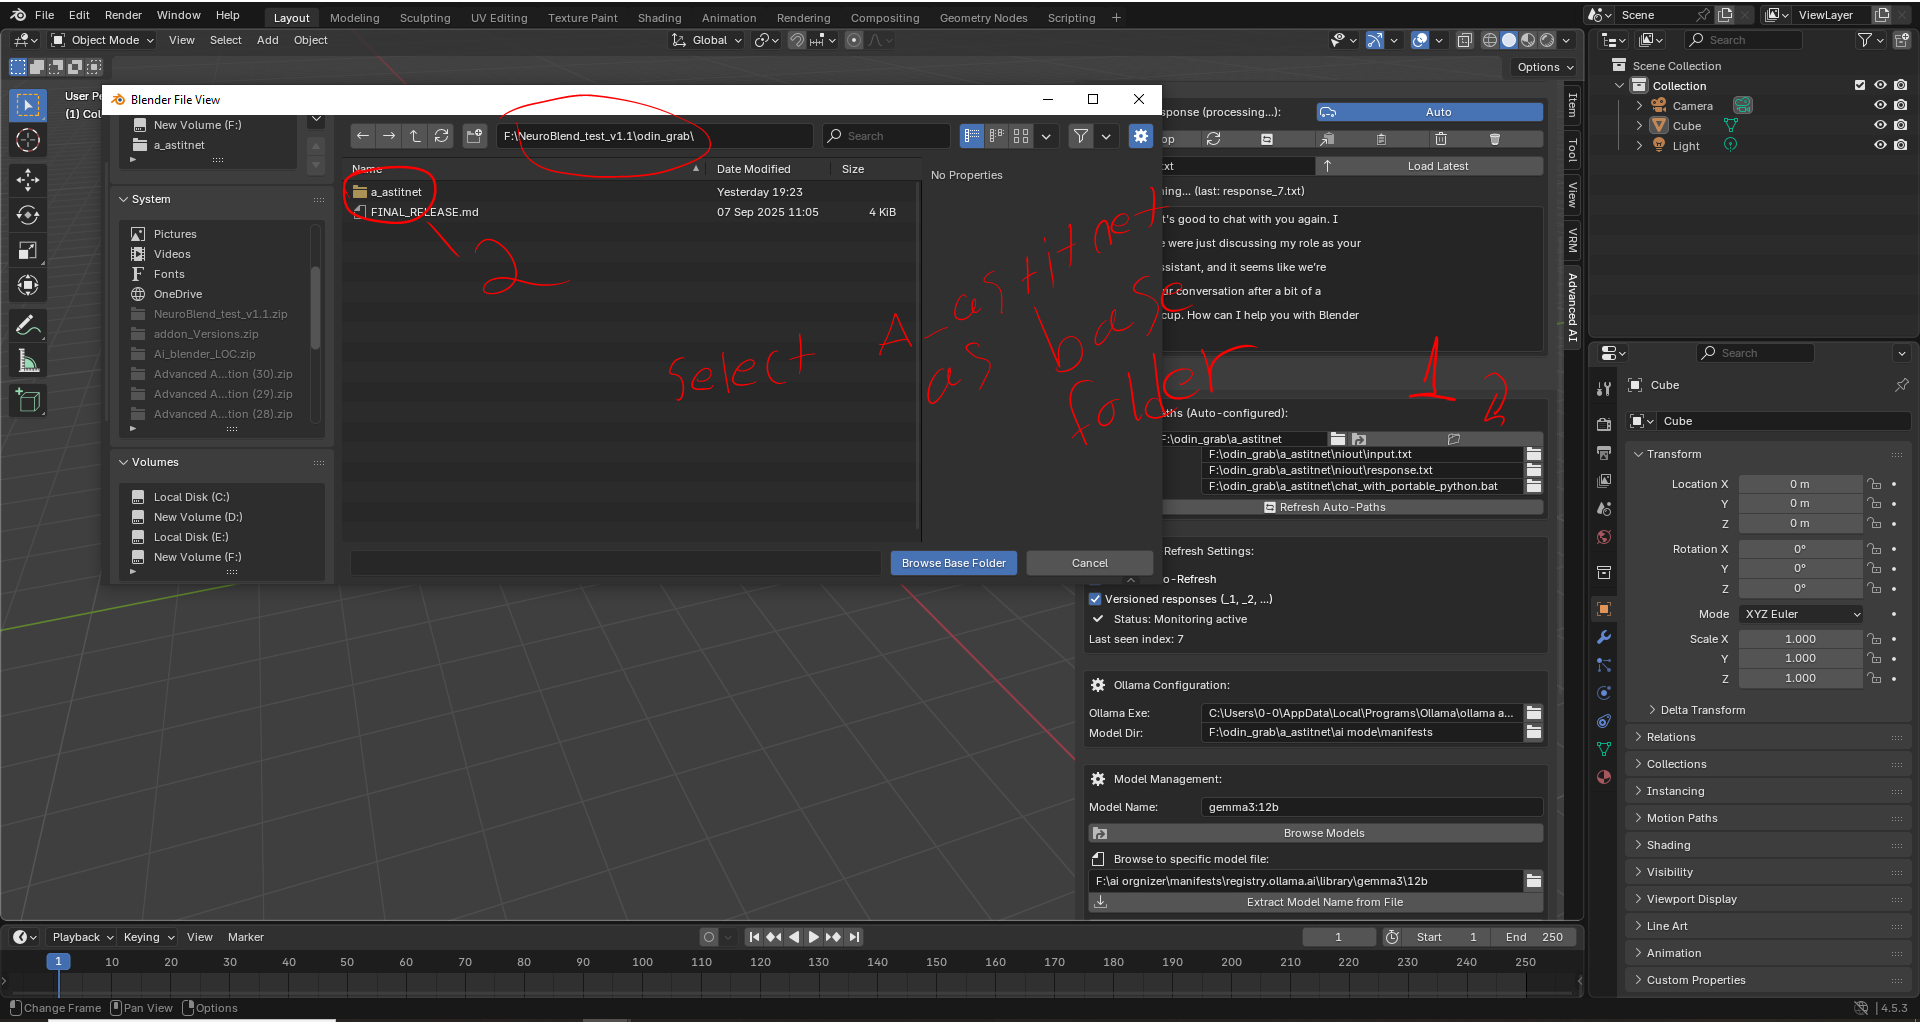 File Edit Render Window Help Layout Modeling Sculpting UV Editing Texture Paint Shading Animation Rendering Compositing Geometry Nodes Scripting + Scene ViewLayer
Object Mode View Select Add Object Global Search
Options
User Pe
(1) Col
Blender File View
New Volume (F:)
a_astitnet
System
Pictures
Videos
Fonts
OneDrive
NeuroBlend_test_v1.1.zip
addon_Versions.zip
Ai_blender_LOC.zip
Advanced A...tion (30).zip
Advanced A...tion (29).zip
Advanced A...tion (28).zip
Volumes
Local Disk (C:)
New Volume (D:)
Local Disk (E:)
New Volume (F:)
F:\NeuroBlend_test_v1.1\odin_grab\ Search
Name Date Modified Size
a_astitnet Yesterday 19:23
FINAL_RELEASE.md 07 Sep 2025 11:05 4 KiB
No Properties
2
select A_astitnet
as base
folder
1 2
Browse Base Folder Cancel
sponse (processing...): Auto
op
xt Load Latest
ing... (last: response_7.txt)
t's good to chat with you again. I
e were just discussing my role as your
ssistant, and it seems like we're
ur conversation after a bit of a
cup. How can I help you with Blender
ths (Auto-configured):
F:\odin_grab\a_astitnet
F:\odin_grab\a_astitnet\niout\input.txt
F:\odin_grab\a_astitnet\niout\response.txt
F:\odin_grab\a_astitnet\chat_with_portable_python.bat
Refresh Auto-Paths
Refresh Settings:
o-Refresh
Versioned responses (_1, _2, ...)
Status: Monitoring active
Last seen index: 7
Ollama Configuration:
Ollama Exe: C:\Users\0-0\AppData\Local\Programs\Ollama\ollama a...
Model Dir: F:\odin_grab\a_astitnet\ai mode\manifests
Model Management:
Model Name: gemma3:12b
Browse Models
Browse to specific model file:
F:\ai orgnizer\manifests\registry.ollama.ai\library\gemma3\12b
Extract Model Name from File
Item
Tool
View
VRM
Advanced AI
Scene Collection
Collection
Camera
Cube
Light
Search
Cube
Cube
Transform
Location X 0 m
Y 0 m
Z 0 m
Rotation X 0°
Y 0°
Z 0°
Mode XYZ Euler
Scale X 1.000
Y 1.000
Z 1.000
Delta Transform
Relations
Collections
Instancing
Motion Paths
Shading
Visibility
Viewport Display
Line Art
Animation
Custom Properties
Playback Keying View Marker 1 Start 1 End 250
1 10 20 30 40 50 60 70 80 90 100 110 120 130 140 150 160 170 180 190 200 210 220 230 240 250
Change Frame Pan View Options 4.5.3